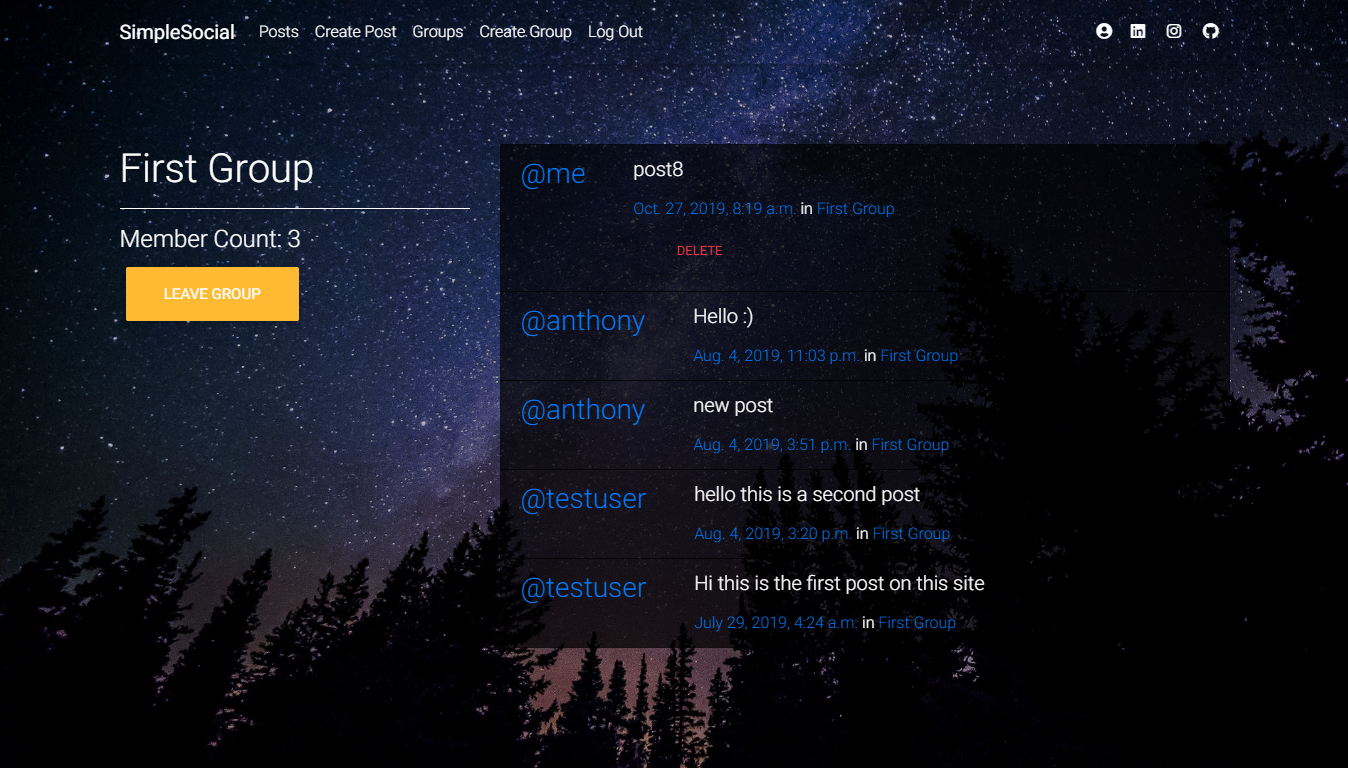 SimpleSocial Posts Create Post Groups Create Group Log Out
First Group
Member Count: 3
LEAVE GROUP
@me post8
Oct. 27, 2019, 8:19 a.m. in First Group
DELETE
@anthony Hello :)
Aug. 4, 2019, 11:03 p.m. in First Group
@anthony new post
Aug. 4, 2019, 3:51 p.m. in First Group
@testuser hello this is a second post
Aug. 4, 2019, 3:20 p.m. in First Group
@testuser Hi this is the first post on this site
July 29, 2019, 4:24 a.m. in First Group